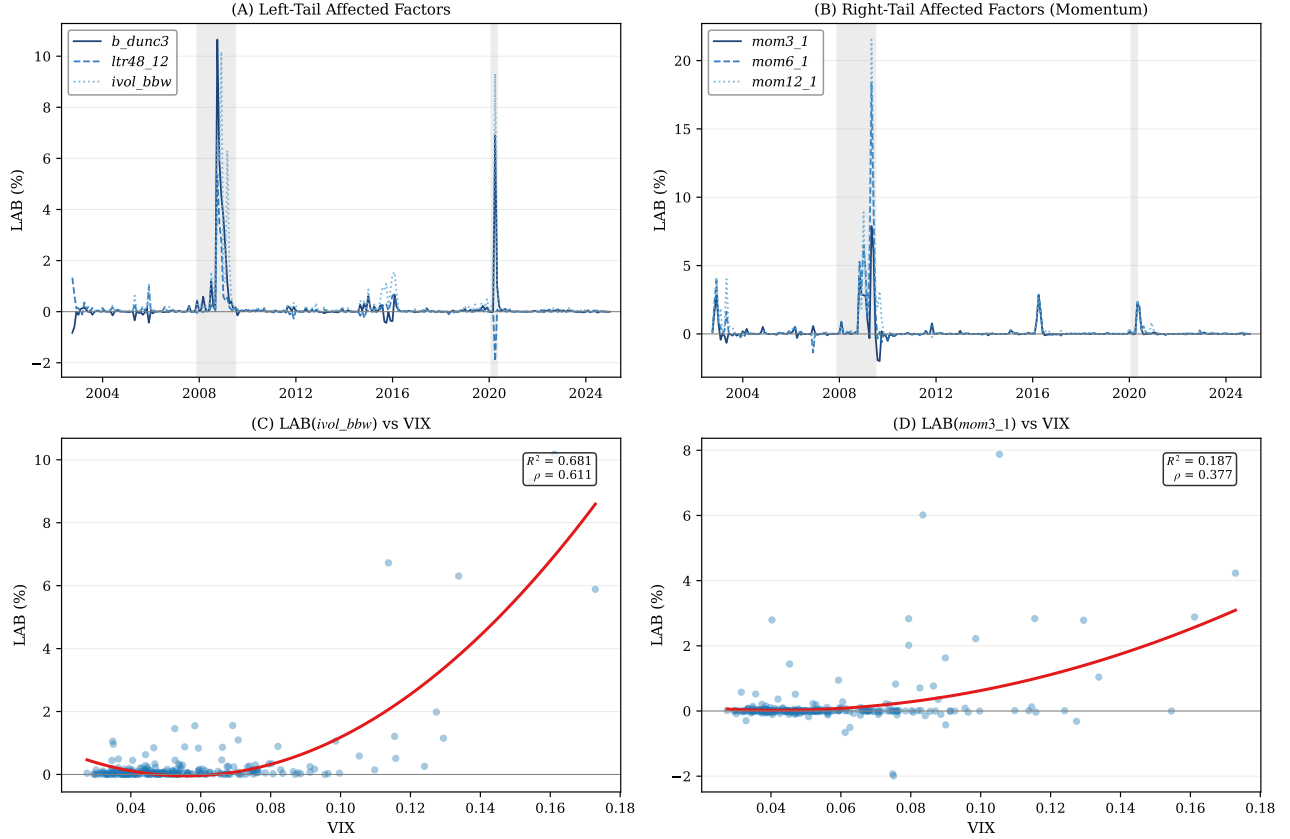 (A) Left-Tail Affected Factors
LAB (%)
10
8
6
4
2
0
−2
b_dunc3
ltr48_12
ivol_bbw
2004
2008
2012
2016
2020
2024
(B) Right-Tail Affected Factors (Momentum)
LAB (%)
20
15
10
5
0
mom3_1
mom6_1
mom12_1
2004
2008
2012
2016
2020
2024
(C) LAB(ivol_bbw) vs VIX
LAB (%)
10
8
6
4
2
0
R² = 0.681
ρ = 0.611
0.04
0.06
0.08
0.10
0.12
0.14
0.16
0.18
VIX
(D) LAB(mom3_1) vs VIX
LAB (%)
8
6
4
2
0
−2
R² = 0.187
ρ = 0.377
0.04
0.06
0.08
0.10
0.12
0.14
0.16
0.18
VIX